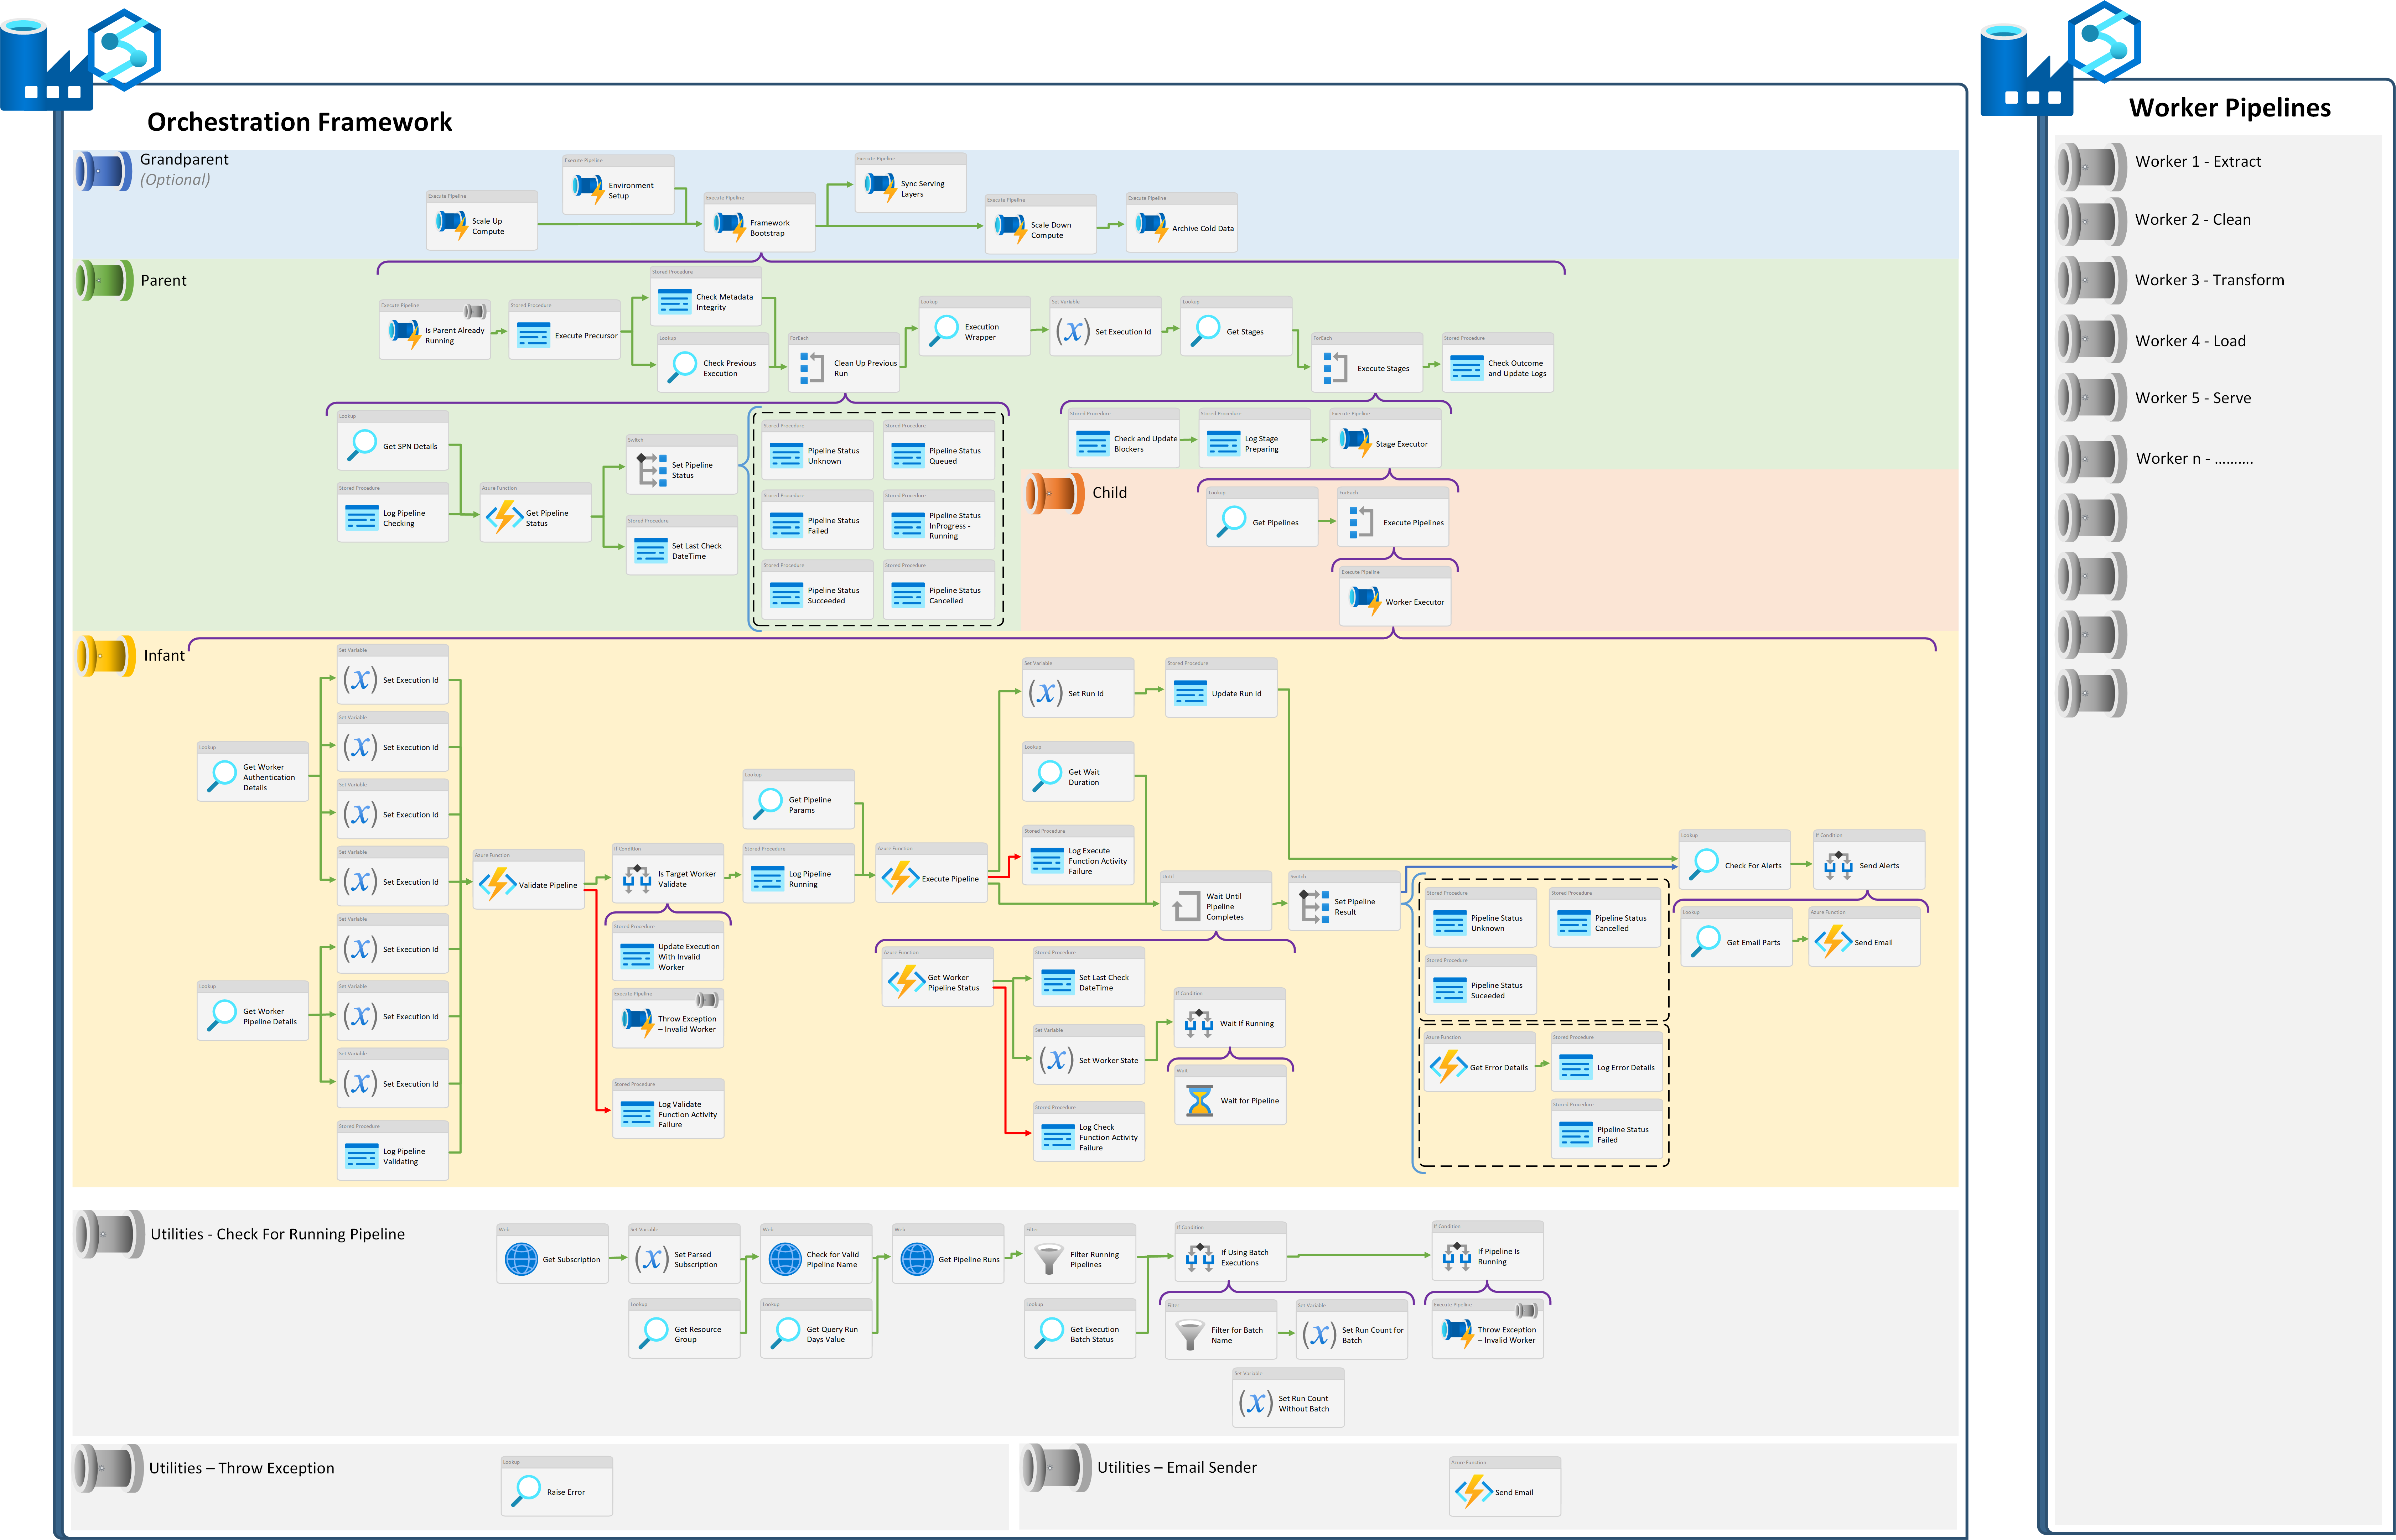 Orchestration Framework
Grandparent
(Optional)
Execute Pipeline
Scale Up
Compute
Execute Pipeline
Environment
Setup
Execute Pipeline
Framework
Bootstrap
Execute Pipeline
Sync Serving
Layers
Execute Pipeline
Scale Down
Compute
Execute Pipeline
Archive Cold Data
Parent
Execute Pipeline
Is Parent Already
Running
Stored Procedure
Execute Precursor
Stored Procedure
Check Metadata
Integrity
Lookup
Check Previous
Execution
ForEach
Clean Up Previous
Run
Lookup
Execution
Wrapper
Set Variable
(x)
Set Execution Id
Lookup
Get Stages
ForEach
Execute Stages
Stored Procedure
Check Outcome
and Update Logs
Lookup
Get SPN Details
Stored Procedure
Log Pipeline
Checking
Azure Function
Get Pipeline
Status
Switch
Set Pipeline
Status
Stored Procedure
Set Last Check
DateTime
Stored Procedure
Pipeline Status
Unknown
Stored Procedure
Pipeline Status
Queued
Stored Procedure
Pipeline Status
Failed
Stored Procedure
Pipeline Status
InProgress -
Running
Stored Procedure
Pipeline Status
Succeeded
Stored Procedure
Pipeline Status
Cancelled
Stored Procedure
Check and Update
Blockers
Stored Procedure
Log Stage
Preparing
Execute Pipeline
Stage Executor
Child
Lookup
Get Pipelines
ForEach
Execute Pipelines
Execute Pipeline
Worker Executor
Infant
Lookup
Get Worker
Authentication
Details
Lookup
Get Worker
Pipeline Details
Set Variable
(x)
Set Execution Id
Set Variable
(x)
Set Execution Id
Set Variable
(x)
Set Execution Id
Set Variable
(x)
Set Execution Id
Set Variable
(x)
Set Execution Id
Set Variable
(x)
Set Execution Id
Set Variable
(x)
Set Execution Id
Stored Procedure
Log Pipeline
Validating
Azure Function
Validate Pipeline
If Condition
Is Target Worker
Validate
Stored Procedure
Update Execution
With Invalid
Worker
Execute Pipeline
Throw Exception
– Invalid Worker
Stored Procedure
Log Validate
Function Activity
Failure
Lookup
Get Pipeline
Params
Stored Procedure
Log Pipeline
Running
Azure Function
Execute Pipeline
Set Variable
(x)
Set Run Id
Stored Procedure
Update Run Id
Lookup
Get Wait
Duration
Stored Procedure
Log Execute
Function Activity
Failure
Until
Wait Until
Pipeline
Completes
Switch
Set Pipeline
Result
Azure Function
Get Worker
Pipeline Status
Stored Procedure
Set Last Check
DateTime
Set Variable
(x)
Set Worker State
Stored Procedure
Log Check
Function Activity
Failure
If Condition
Wait If Running
Wait
Wait for Pipeline
Stored Procedure
Pipeline Status
Unknown
Stored Procedure
Pipeline Status
Cancelled
Stored Procedure
Pipeline Status
Suceeded
Azure Function
Get Error Details
Stored Procedure
Log Error Details
Stored Procedure
Pipeline Status
Failed
Lookup
Check For Alerts
If Condition
Send Alerts
Lookup
Get Email Parts
Azure Function
Send Email
Utilities - Check For Running Pipeline
Web
Get Subscription
Set Variable
(x)
Set Parsed
Subscription
Lookup
Get Resource
Group
Web
Check for Valid
Pipeline Name
Lookup
Get Query Run
Days Value
Web
Get Pipeline Runs
Filter
Filter Running
Pipelines
Lookup
Get Execution
Batch Status
If Condition
If Using Batch
Executions
Filter
Filter for Batch
Name
Set Variable
(x)
Set Run Count for
Batch
Set Variable
(x)
Set Run Count
Without Batch
If Condition
If Pipeline Is
Running
Execute Pipeline
Throw Exception
– Invalid Worker
Utilities – Throw Exception
Lookup
Raise Error
Utilities – Email Sender
Azure Function
Send Email
Worker Pipelines
Worker 1 - Extract
Worker 2 - Clean
Worker 3 - Transform
Worker 4 - Load
Worker 5 - Serve
Worker n - ..........